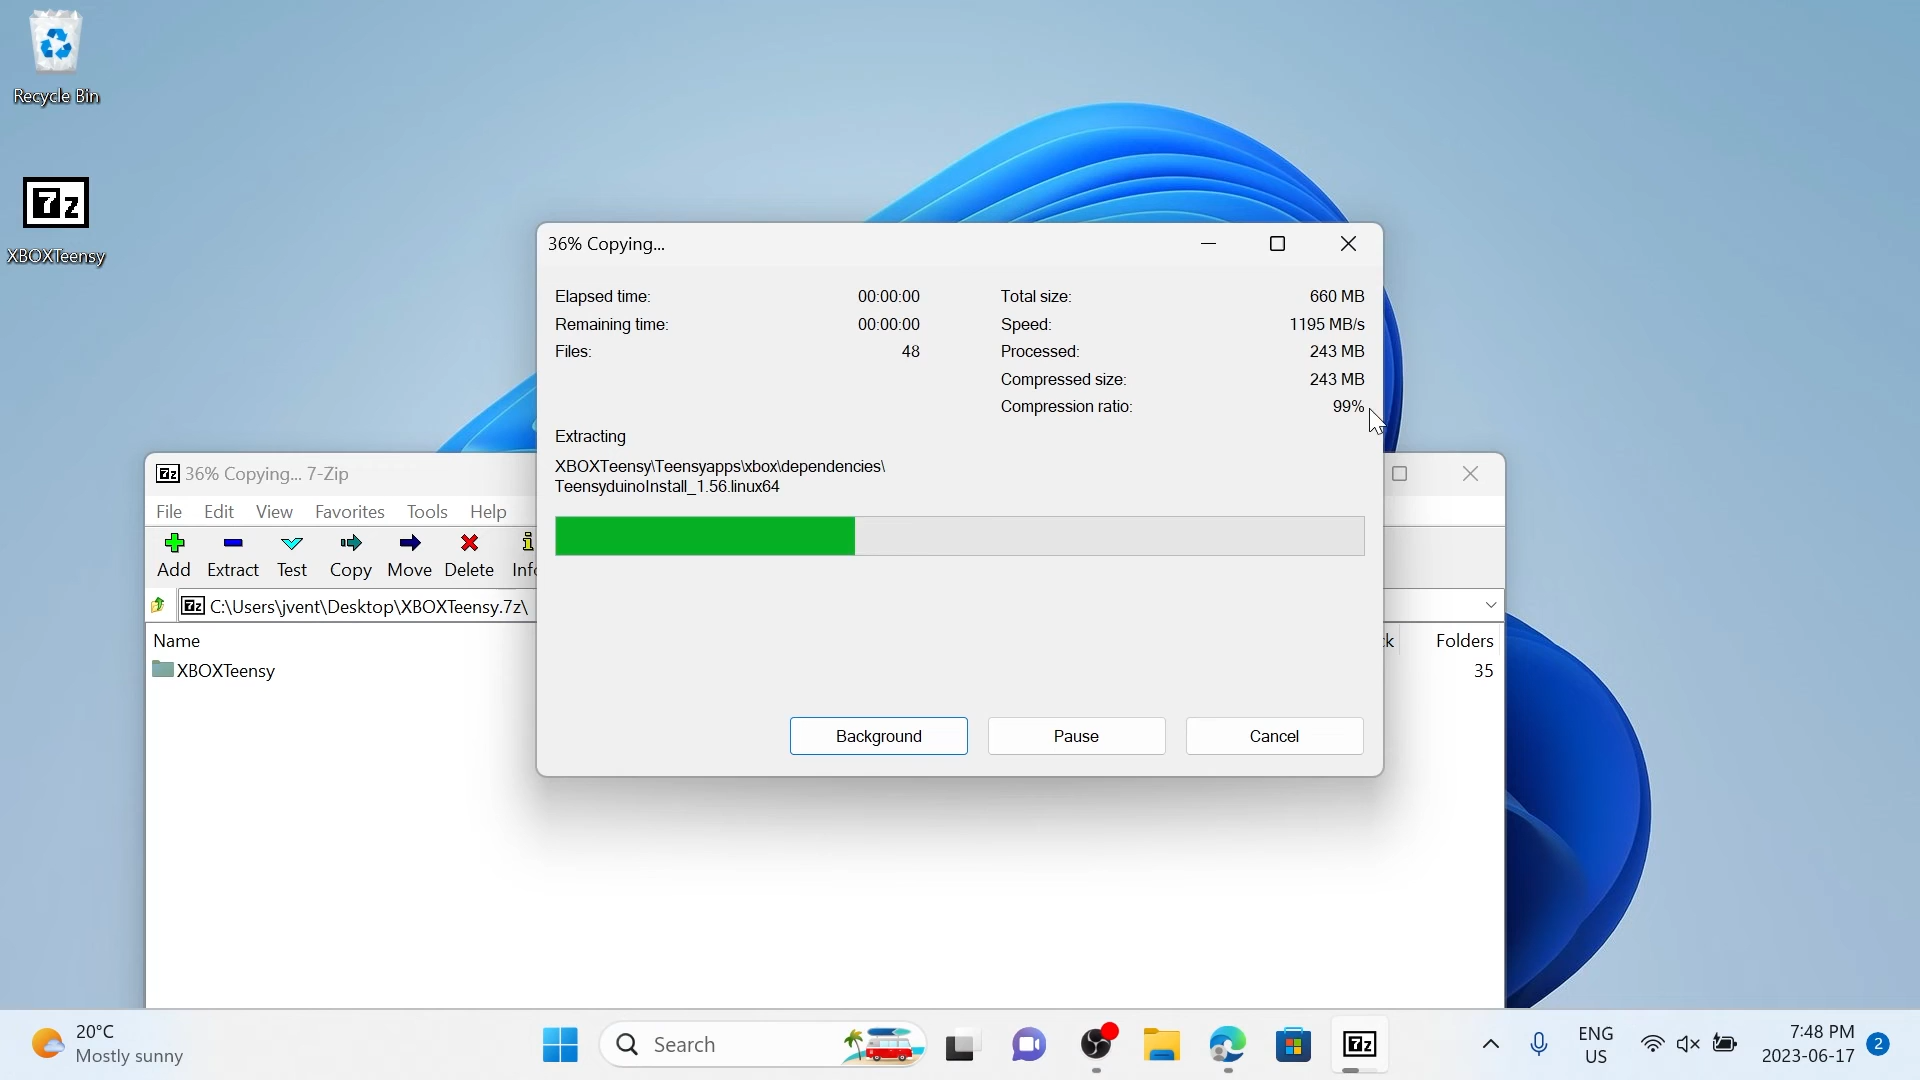 Recycle Bin
7z
XBOXTeensy
36% Copying...
Elapsed time: 00:00:00
Remaining time: 00:00:00
Files: 48
Total size: 660 MB
Speed: 1195 MB/s
Processed: 243 MB
Compressed size: 243 MB
Compression ratio: 99%
Extracting
XBOXTeensy\Teensyapps\xbox\dependencies\
TeensyduinoInstall_1.56.linux64
Background Pause Cancel
7z 36% Copying... 7-Zip
File Edit View Favorites Tools Help
Add Extract Test Copy Move Delete
7z C:\Users\jvent\Desktop\XBOXTeensy.7z\
Name Folders
XBOXTeensy 35
20°C
Mostly sunny
Search
7z
ENG
US
7:48 PM
2023-06-17
2